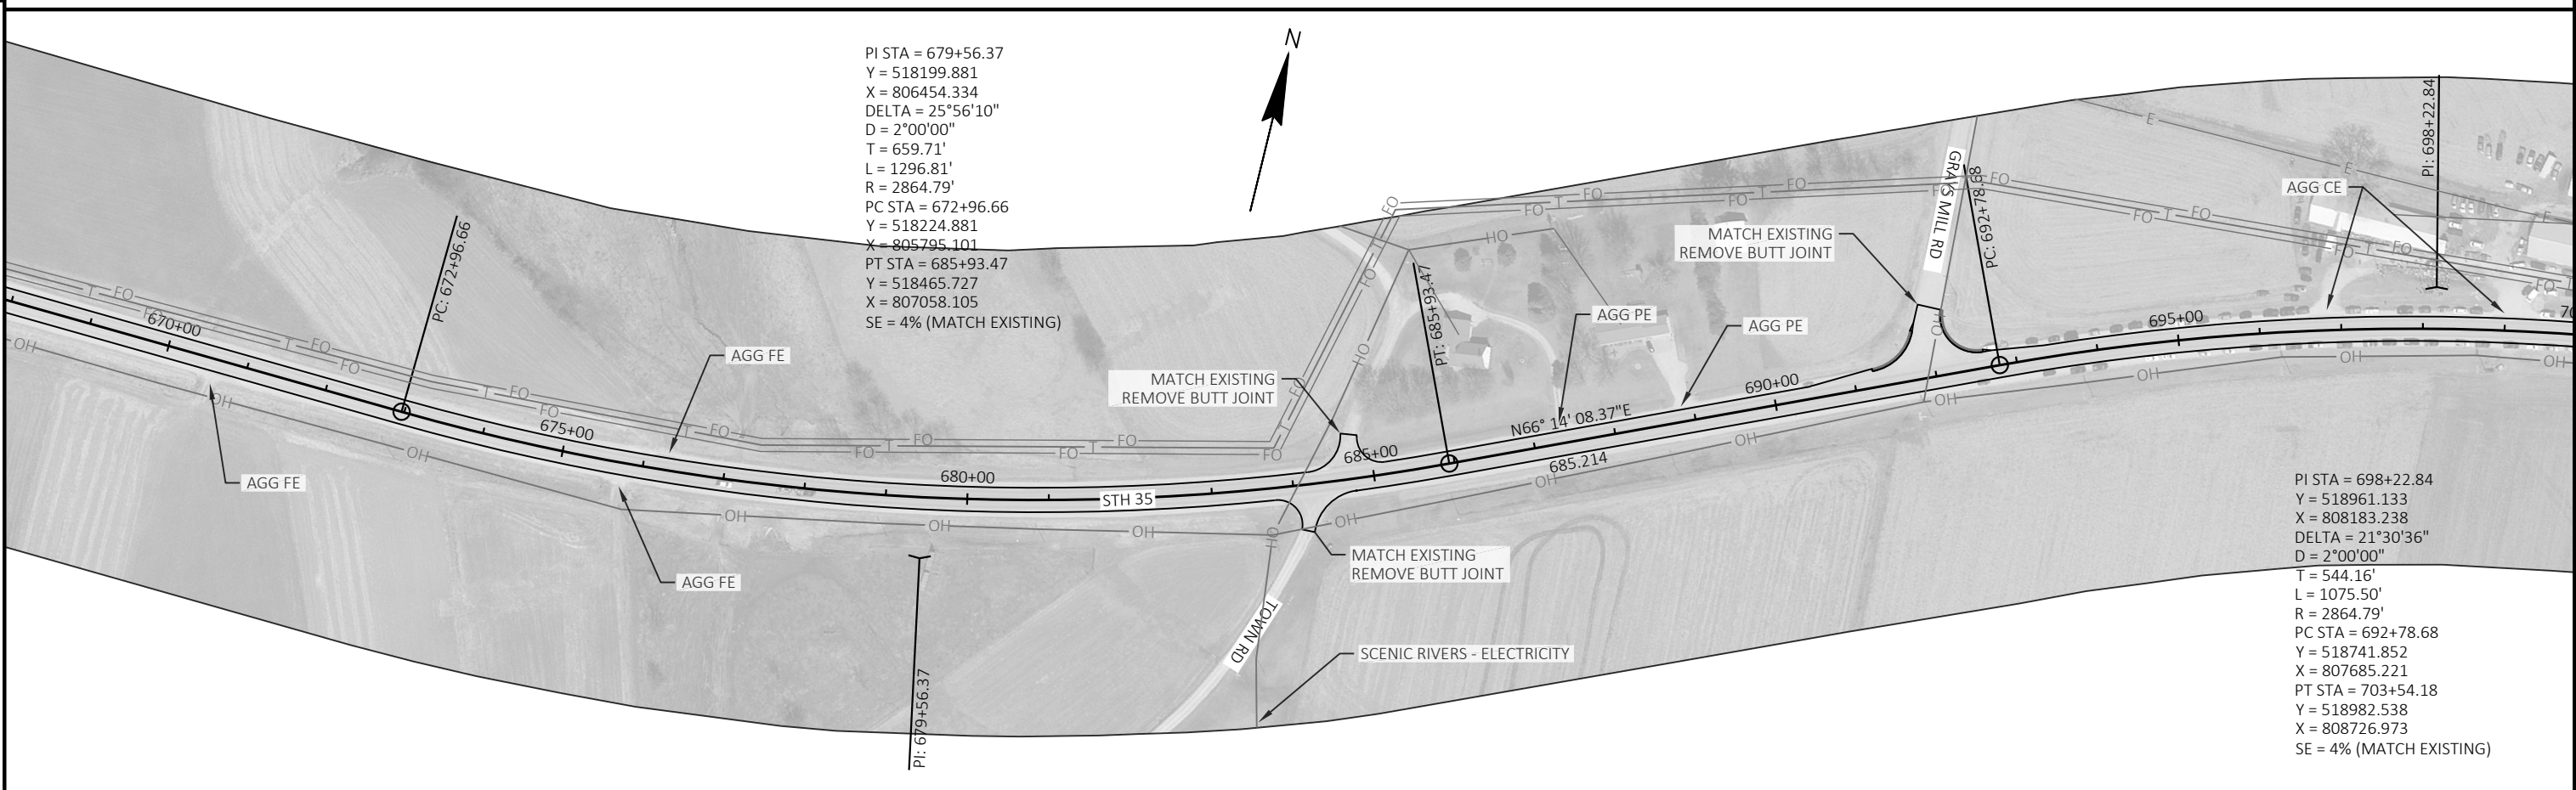 PI STA = 679+56.37
Y = 518199.881
X = 806454.334
DELTA = 25°56'10"
D = 2°00'00"
T = 659.71'
L = 1296.81'
R = 2864.79'
PC STA = 672+96.66
Y = 518224.881
X = 805795.101
PT STA = 685+93.47
Y = 518465.727
X = 807058.105
SE = 4% (MATCH EXISTING)
N
PC: 672+96.66
670+00
675+00
680+00
685+00
690+00
695+00
70
AGG FE
AGG FE
AGG FE
STH 35
PI: 679+56.37
MATCH EXISTING
REMOVE BUTT JOINT
MATCH EXISTING
REMOVE BUTT JOINT
MATCH EXISTING
REMOVE BUTT JOINT
TOWN RD
SCENIC RIVERS - ELECTRICITY
PT: 685+93.47
N66° 14' 08.37"E
685.214
AGG PE
AGG PE
GRAYS MILL RD
PC: 692+78.68
AGG CE
PI: 698+22.84
T
FO
OH
HO
E
PI STA = 698+22.84
Y = 518961.133
X = 808183.238
DELTA = 21°30'36"
D = 2°00'00"
T = 544.16'
L = 1075.50'
R = 2864.79'
PC STA = 692+78.68
Y = 518741.852
X = 807685.221
PT STA = 703+54.18
Y = 518982.538
X = 808726.973
SE = 4% (MATCH EXISTING)